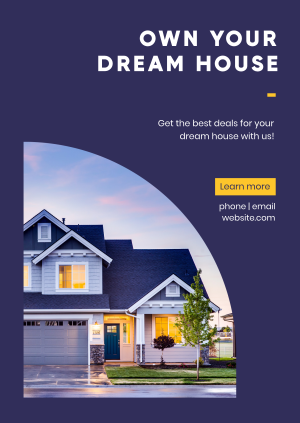 OWN YOUR
DREAM HOUSE
Get the best deals for your
dream house with us!
Learn more
phone | email
website.com